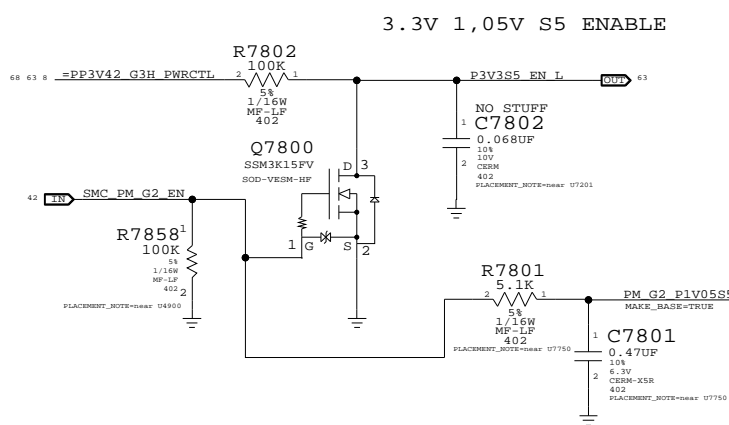 3.3V 1,05V S5 ENABLE
R7802
100K
68 63 8 =PP3V42_G3H_PWRCTL
2 1
5%
1/16W
MF-LF
402
P3V3S5_EN_L
OUT 63
NO STUFF
C7802
1
0.068UF
10%
10V
2 CERM
402
PLACEMENT_NOTE=near U7201
Q7800
SSM3K15FV
SOD-VESM-HF
D 3
1 G S 2
42 IN SMC_PM_G2_EN
R7858 1
100K
5%
1/16W
MF-LF
402
2
PLACEMENT_NOTE=near U4900
R7801
5.1K
2 1
5%
1/16W
MF-LF
402
PLACEMENT_NOTE=near U7750
PM_G2_P1V05S5
MAKE_BASE=TRUE
C7801
1
0.47UF
10%
6.3V
2 CERM-X5R
402
PLACEMENT_NOTE=near U7750